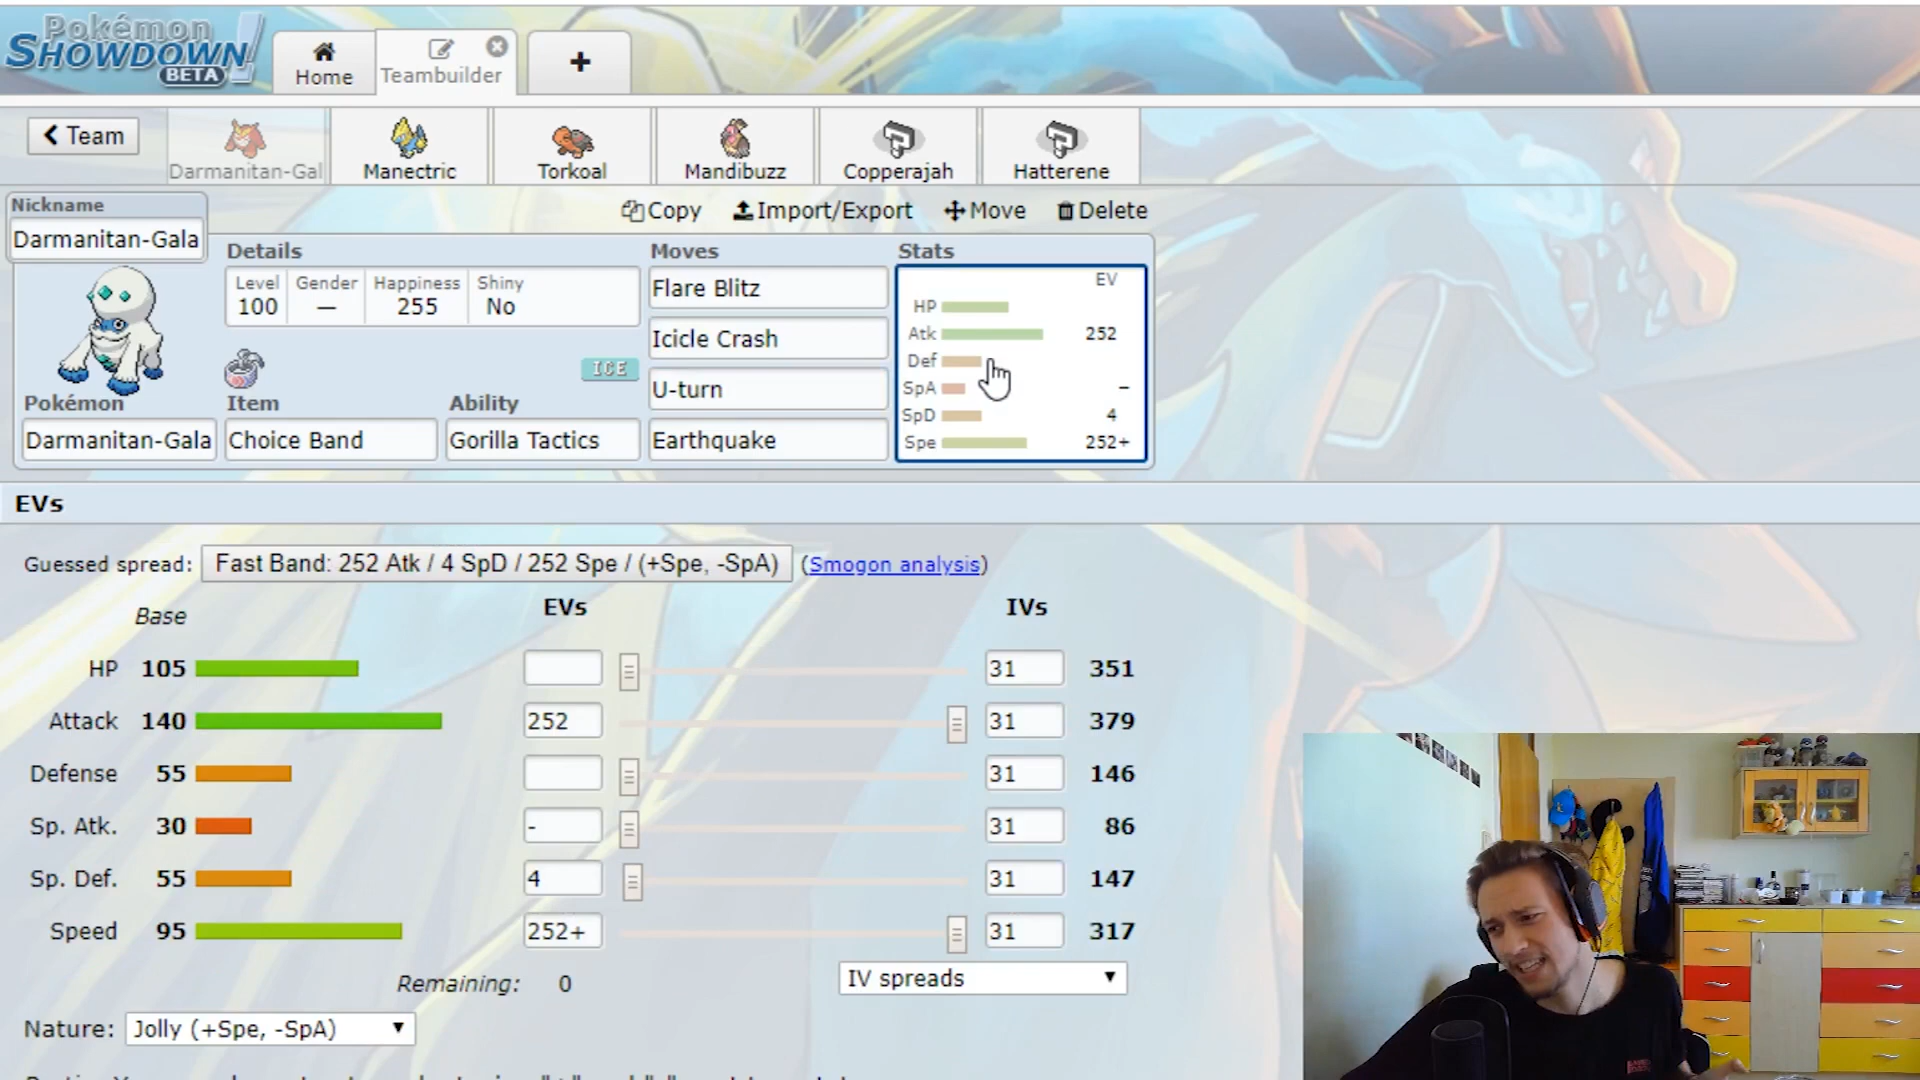 Pokémon
SHOWDOWN!
BETA
Home
Teambuilder
+
Team
Darmanitan-Gal
Manectric
Torkoal
Mandibuzz
Copperajah
Hatterene
Nickname
Darmanitan-Gala
Copy
Import/Export
Move
Delete
Details
Moves
Stats
Level
Gender
Happiness
Shiny
100
—
255
No
Flare Blitz
Icicle Crash
U-turn
Earthquake
ICE
Pokémon
Item
Ability
Darmanitan-Gala
Choice Band
Gorilla Tactics
EV
HP
Atk 252
Def
SpA –
SpD 4
Spe 252+
EVs
Guessed spread: Fast Band: 252 Atk / 4 SpD / 252 Spe / (+Spe, -SpA) (Smogon analysis)
Base EVs IVs
HP 105 31 351
Attack 140 252 31 379
Defense 55 31 146
Sp. Atk. 30 - 31 86
Sp. Def. 55 4 31 147
Speed 95 252+ 31 317
Remaining: 0
IV spreads
Nature: Jolly (+Spe, -SpA)